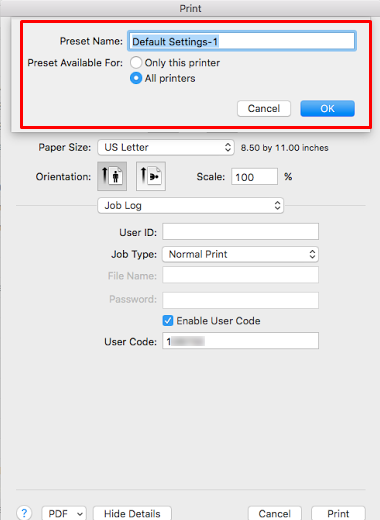 Print
Preset Name: Default Settings-1
Preset Available For: Only this printer
All printers
Cancel OK
Paper Size: US Letter 8.50 by 11.00 inches
Orientation: Scale: 100 %
Job Log
User ID:
Job Type: Normal Print
File Name:
Password:
Enable User Code
User Code: 1
? PDF Hide Details Cancel Print